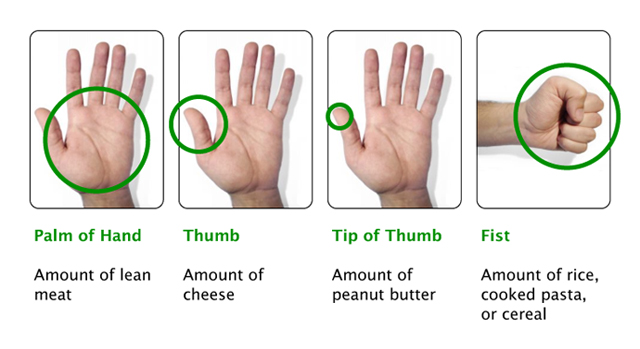 Palm of Hand
Amount of lean
meat
Thumb
Amount of
cheese
Tip of Thumb
Amount of
peanut butter
Fist
Amount of rice,
cooked pasta,
or cereal